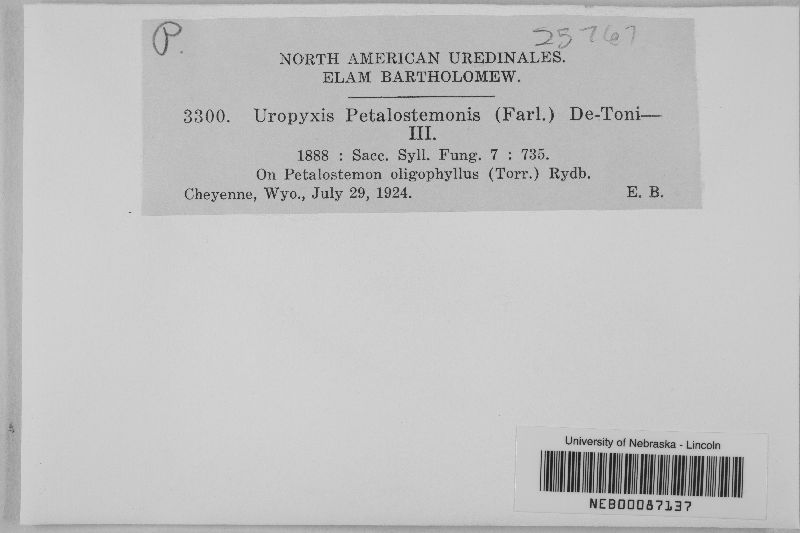 P.
25767
NORTH AMERICAN UREDINALES.
ELAM BARTHOLOMEW.
3300. Uropyxis Petalostemonis (Farl.) De-Toni—
III.
1888 : Sacc. Syll. Fung. 7 : 735.
On Petalostemon oligophyllus (Torr.) Rydb.
Cheyenne, Wyo., July 29, 1924. E. B.
University of Nebraska - Lincoln
NEB00087137